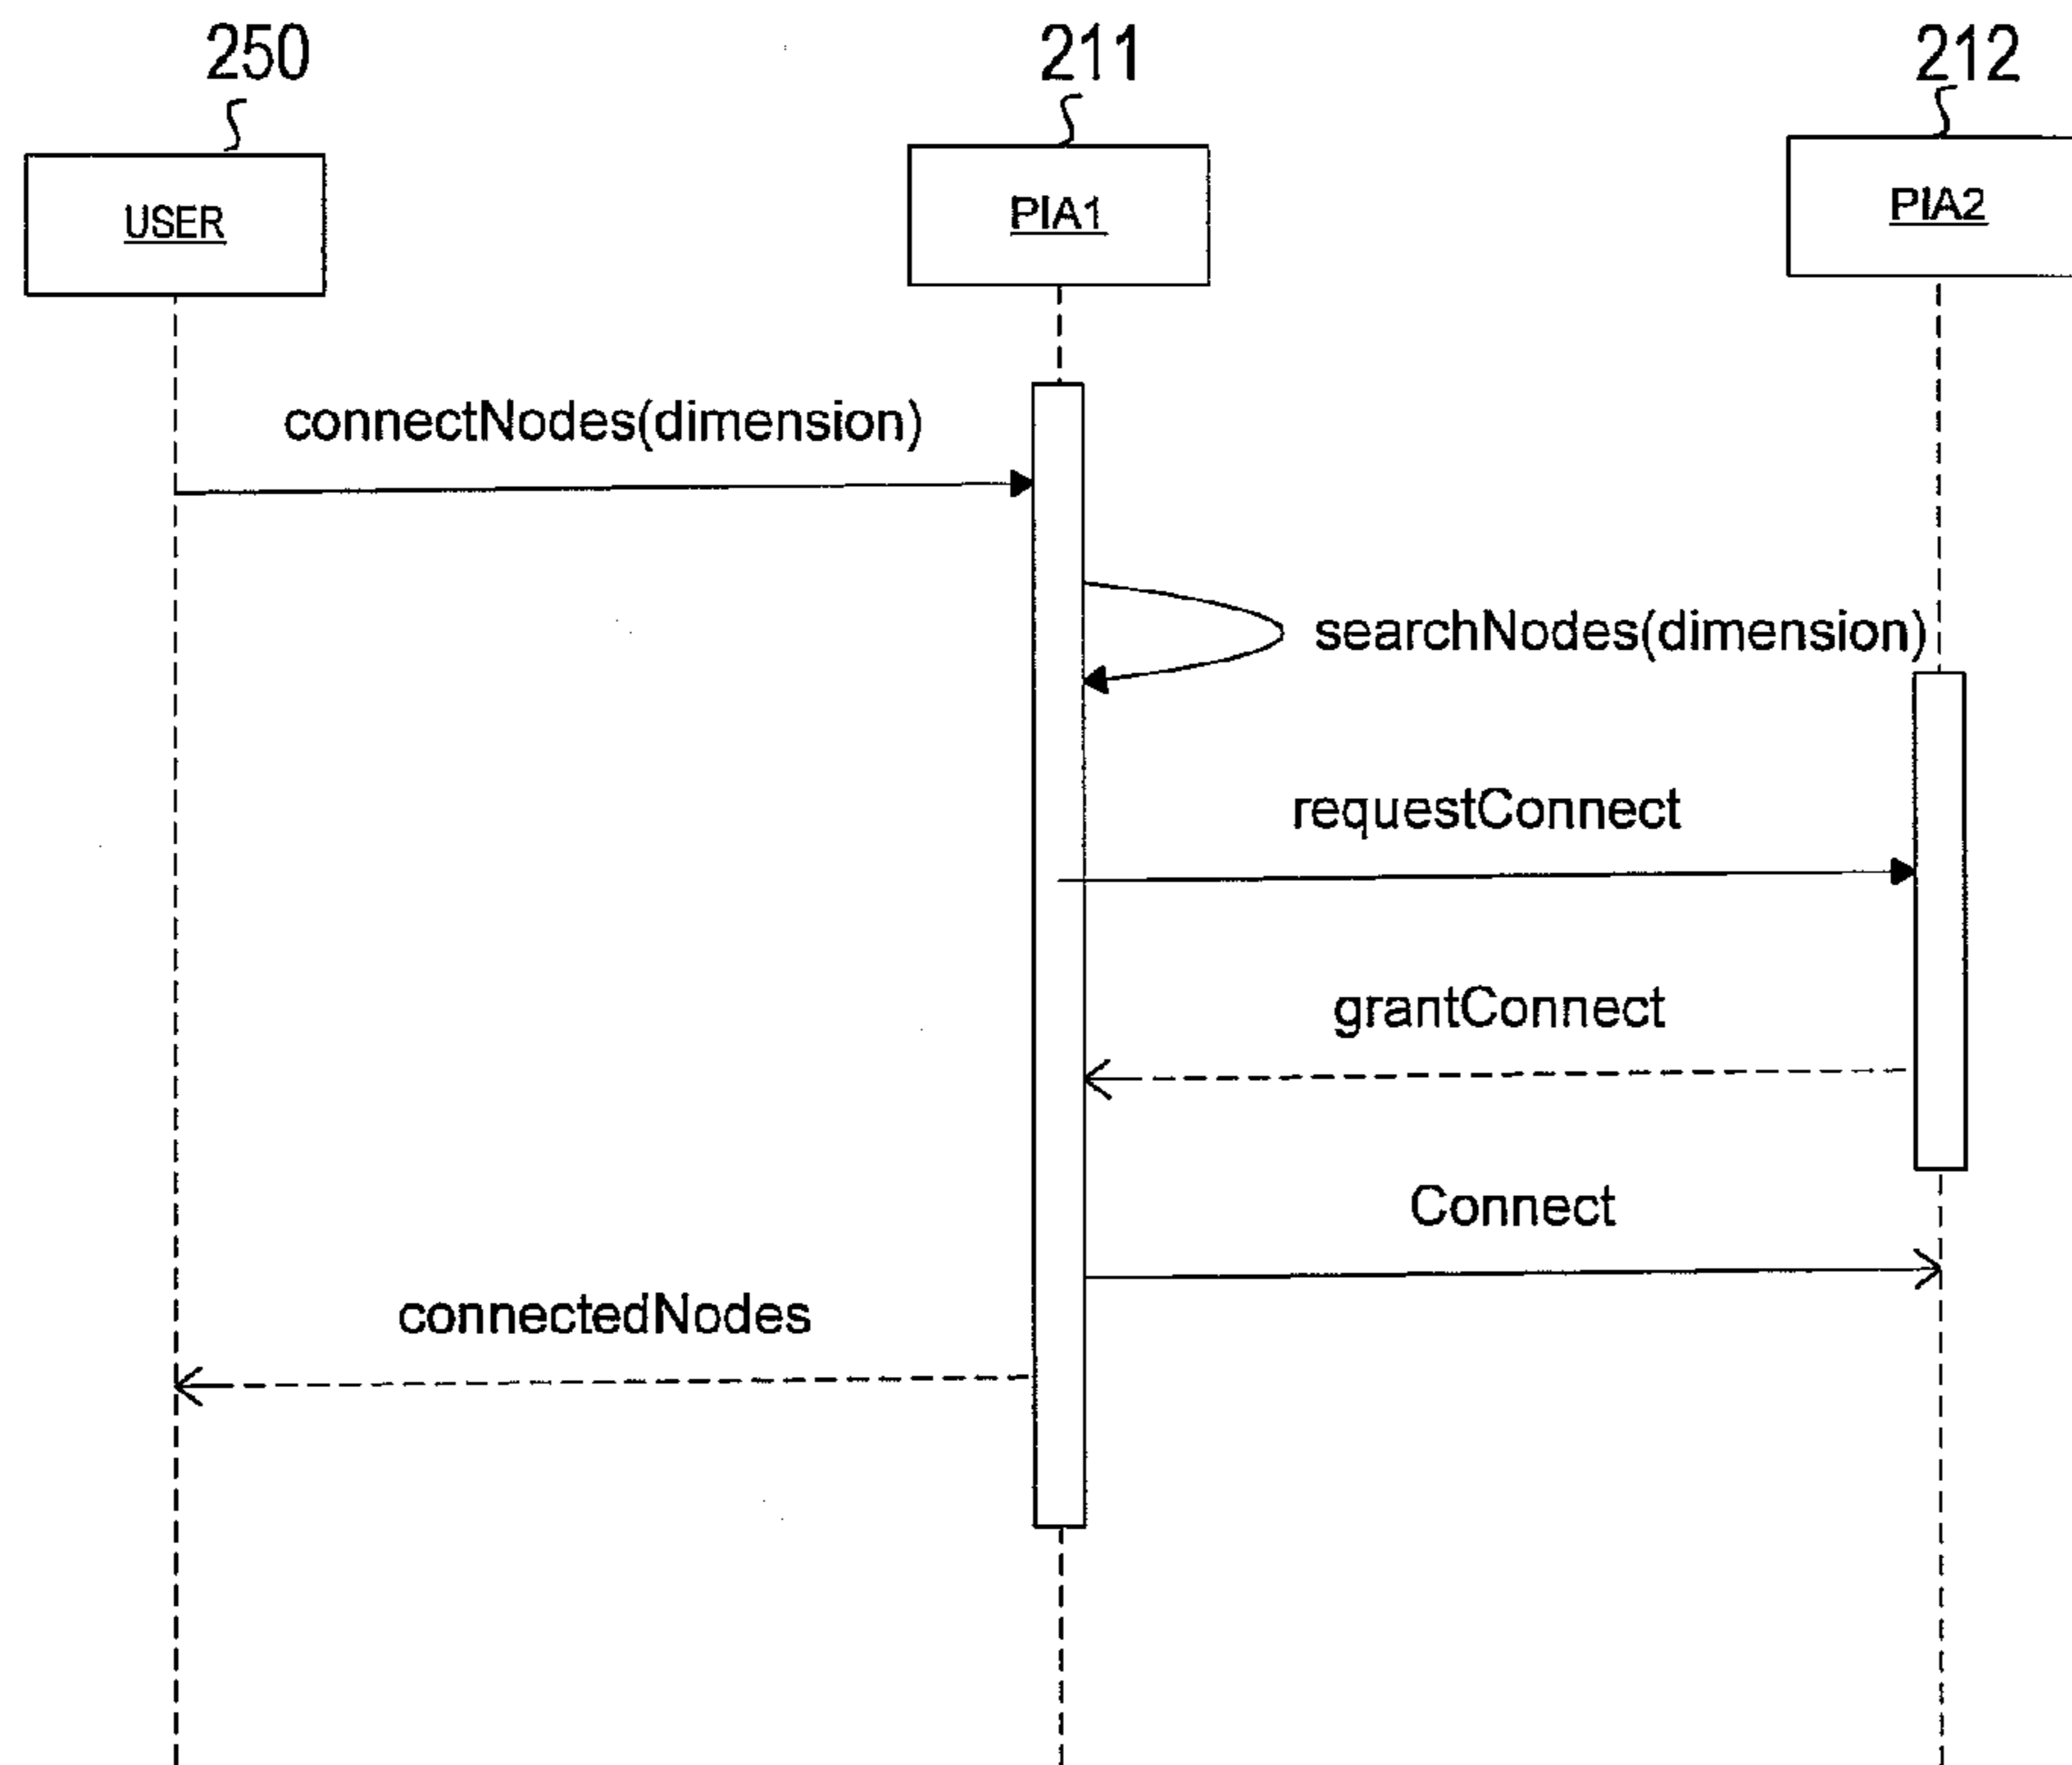 250
211
212
USER
PIA1
PIA2
connectNodes(dimension)
searchNodes(dimension)
requestConnect
grantConnect
Connect
connectedNodes